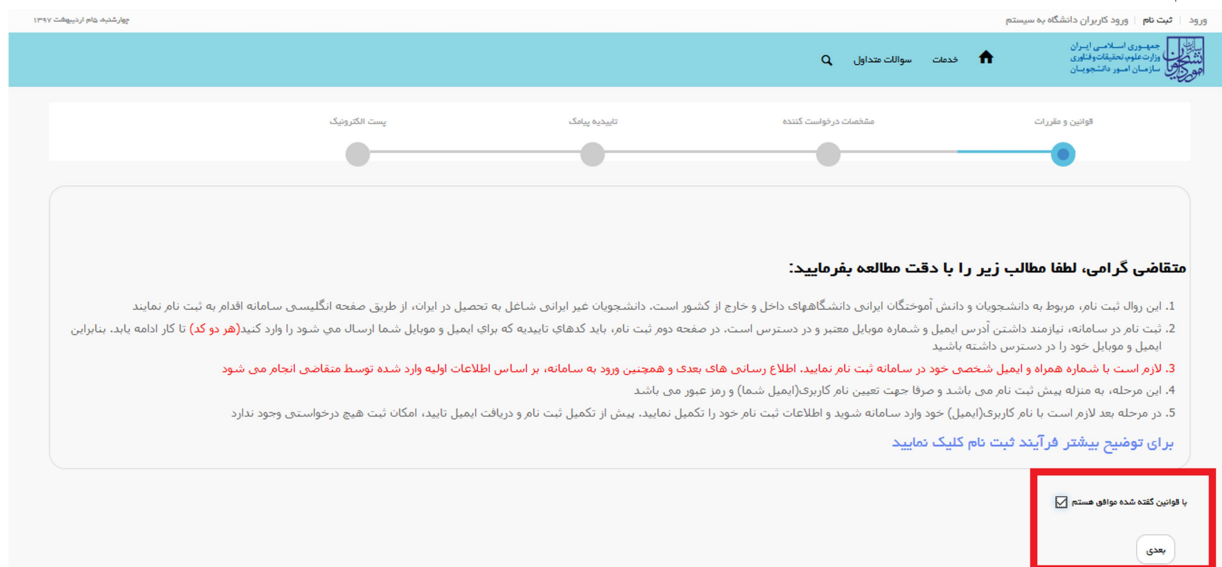 ورود | ثبت نام | ورود کاربران دانشگاه به سیستم
چهارشنبه، ۵ام اردیبهشت ۱۳۹۷
سازمان
امور دانشجویان
جمهوری اسلامی ایران
وزارت علوم، تحقیقات و فناوری
سازمان امور دانشجویان
خدمات سوالات متداول
قوانین و مقررات
مشخصات درخواست کننده
تاییدیه پیامک
پست الکترونیک
متقاضی گرامی، لطفا مطالب زیر را با دقت مطالعه بفرمایید:
1. این روال ثبت نام، مربوط به دانشجویان و دانش آموختگان ایرانی دانشگاههای داخل و خارج از کشور است. دانشجویان غیر ایرانی شاغل به تحصیل در ایران، از طریق صفحه انگلیسی سامانه اقدام به ثبت نام نمایند
2. ثبت نام در سامانه، نیازمند داشتن آدرس ایمیل و شماره موبایل معتبر و در دسترس است. در صفحه دوم ثبت نام، باید کدهای تاییدیه که برای ایمیل و موبایل شما ارسال می شود را وارد کنید(هر دو کد) تا کار ادامه یابد. بنابراین
ایمیل و موبایل خود را در دسترس داشته باشید
3. لازم است با شماره همراه و ایمیل شخصی خود در سامانه ثبت نام نمایید. اطلاع رسانی های بعدی و همچنین ورود به سامانه، بر اساس اطلاعات اولیه وارد شده توسط متقاضی انجام می شود
4. این مرحله، به منزله پیش ثبت نام می باشد و صرفا جهت تعیین نام کاربری(ایمیل شما) و رمز عبور می باشد
5. در مرحله بعد لازم است با نام کاربری(ایمیل) خود وارد سامانه شوید و اطلاعات ثبت نام خود را تکمیل نمایید. پیش از تکمیل ثبت نام و دریافت ایمیل تایید، امکان ثبت هیچ درخواستی وجود ندارد
برای توضیح بیشتر فرآیند ثبت نام کلیک نمایید
با قوانین گفته شده موافق هستم
بعدی